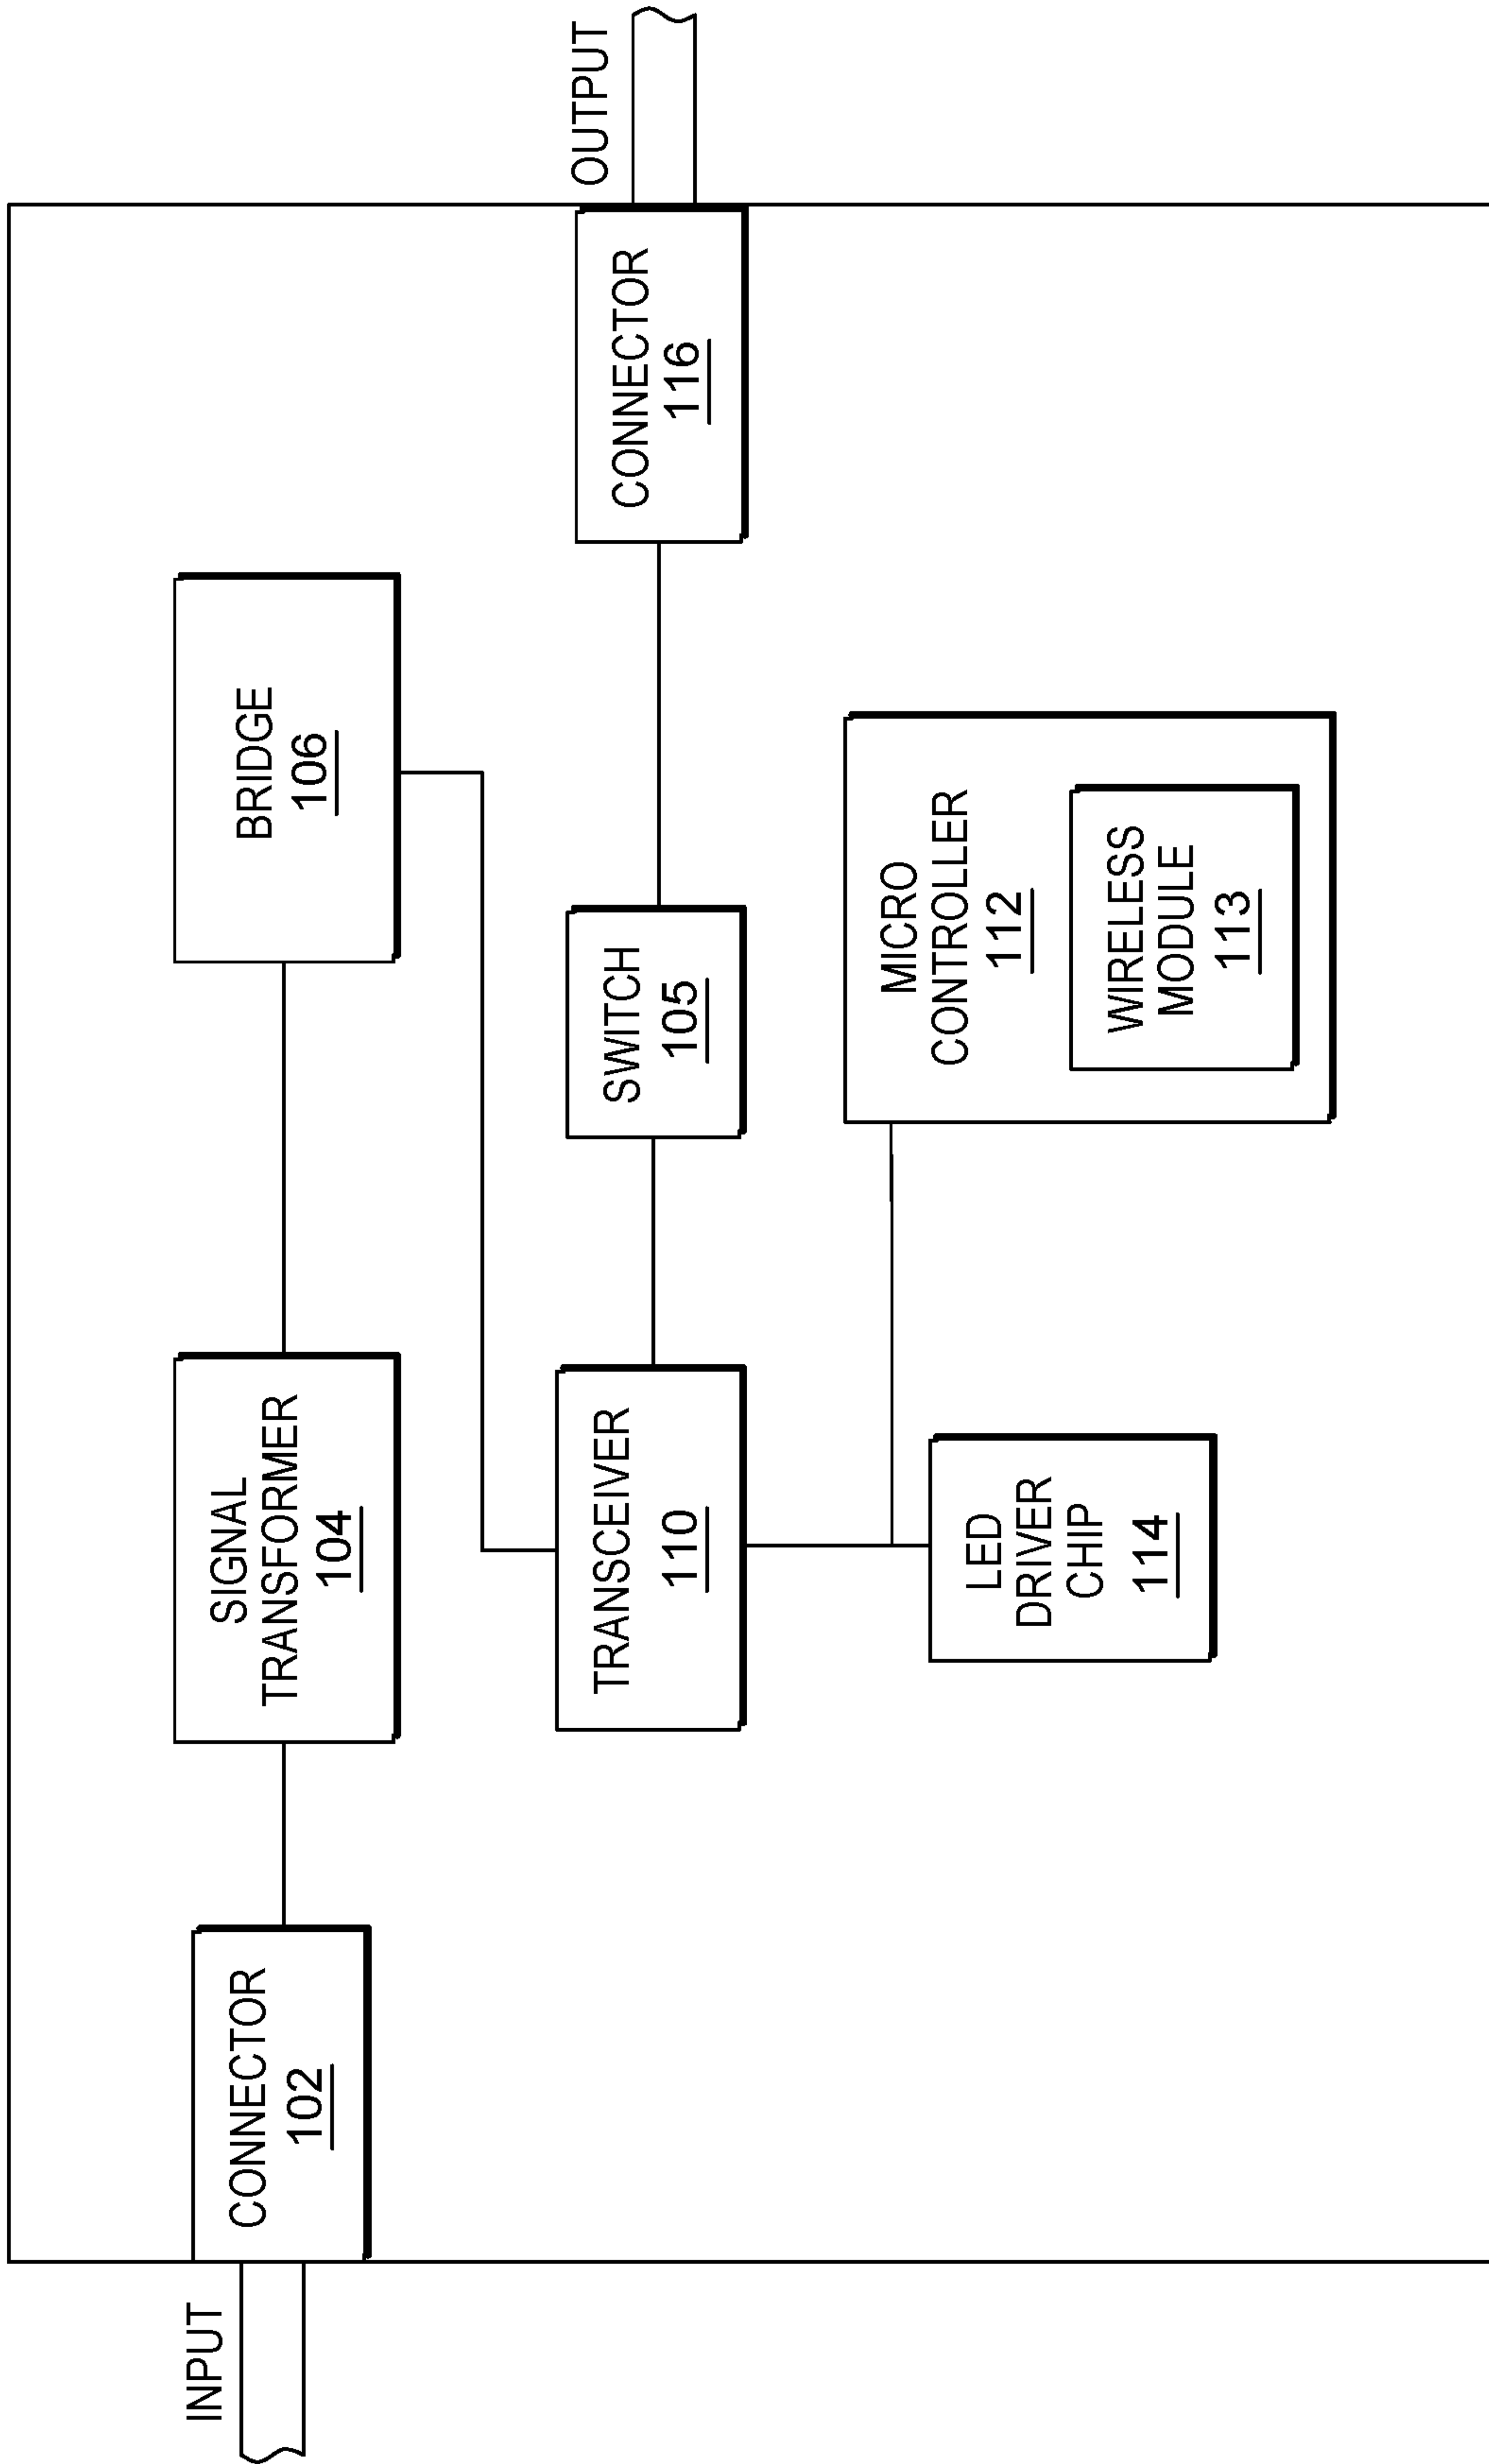 INPUT
CONNECTOR
102
SIGNAL
TRANSFORMER
104
BRIDGE
106
TRANSCEIVER
110
SWITCH
105
CONNECTOR
116
OUTPUT
LED
DRIVER
CHIP
114
MICRO
CONTROLLER
112
WIRELESS
MODULE
113